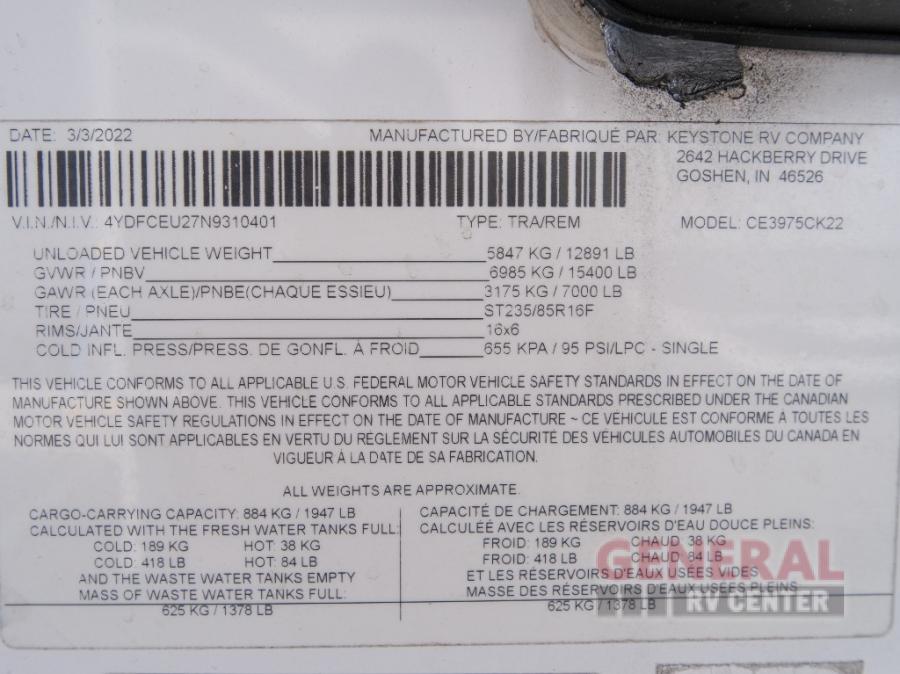 DATE: 3/3/2022 MANUFACTURED BY/FABRIQUÉ PAR: KEYSTONE RV COMPANY
2642 HACKBERRY DRIVE
GOSHEN, IN 46526
V.I.N./N.I.V.: 4YDFCEU27N9310401 TYPE: TRA/REM MODEL: CE3975CK22
UNLOADED VEHICLE WEIGHT 5847 KG / 12891 LB
GVWR / PNBV 6985 KG / 15400 LB
GAWR (EACH AXLE)/PNBE(CHAQUE ESSIEU) 3175 KG / 7000 LB
TIRE / PNEU ST235/85R16F
RIMS/JANTE 16x6
COLD INFL. PRESS/PRESS. DE GONFL. À FROID 655 KPA / 95 PSI/LPC - SINGLE
THIS VEHICLE CONFORMS TO ALL APPLICABLE U.S. FEDERAL MOTOR VEHICLE SAFETY STANDARDS IN EFFECT ON THE DATE OF
MANUFACTURE SHOWN ABOVE. THIS VEHICLE CONFORMS TO ALL APPLICABLE STANDARDS PRESCRIBED UNDER THE CANADIAN
MOTOR VEHICLE SAFETY REGULATIONS IN EFFECT ON THE DATE OF MANUFACTURE ~ CE VÉHICULE EST CONFORME À TOUTES LES
NORMES QUI LUI SONT APPLICABLES EN VERTU DU RÉGLEMENT SUR LA SÉCURITÉ DES VÉHICULES AUTOMOBILES DU CANADA EN
VIGUEUR À LA DATE DE SA FABRICATION.
ALL WEIGHTS ARE APPROXIMATE.
CARGO-CARRYING CAPACITY: 884 KG / 1947 LB
CALCULATED WITH THE FRESH WATER TANKS FULL:
COLD: 189 KG HOT: 38 KG
COLD: 418 LB HOT: 84 LB
AND THE WASTE WATER TANKS EMPTY
MASS OF WASTE WATER TANKS FULL:
625 KG / 1378 LB
CAPACITÉ DE CHARGEMENT: 884 KG / 1947 LB
CALCULÉE AVEC LES RÉSERVOIRS D'EAU DOUCE PLEINS:
FROID: 189 KG CHAUD: 38 KG
FROID: 418 LB CHAUD: 84 LB
ET LES RÉSERVOIRS D'EAUX USÉES VIDES
MASSE DES RÉSERVOIRS D'EAUX USÉES PLEINS:
625 KG / 1378 LB
GENERAL
RV CENTER